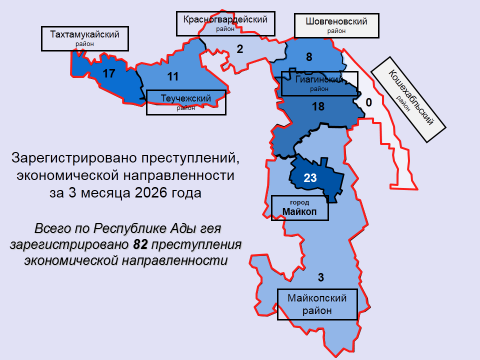 Красногвардейский
район
Шовгеновский
район
Тахтамукайский
район
2
8
17
11
Гиагинский
район
Кошехабльский
район
Теучежский
район
18
0
Зарегистрировано преступлений,
экономической направленности
за 3 месяца 2026 года
23
город
Майкоп
Всего по Республике Ады гея
зарегистрировано 82 преступления
экономической направленности
3
Майкопский
район